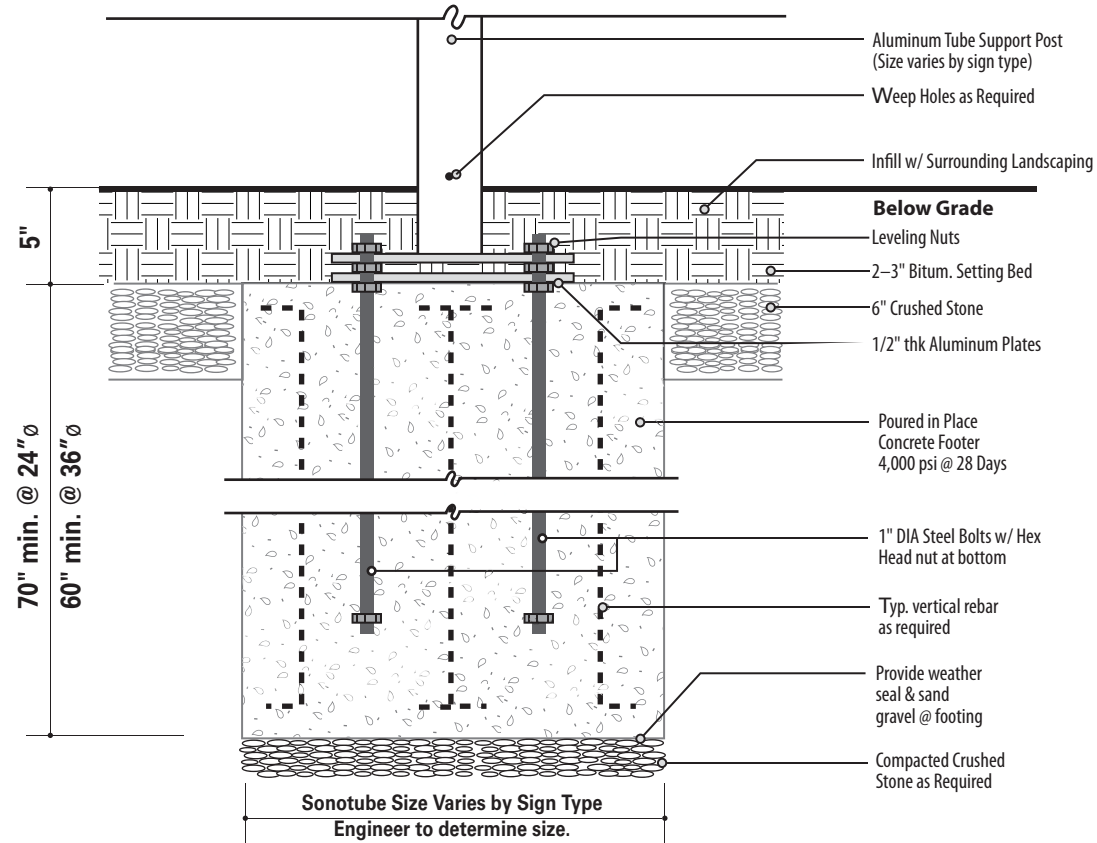 Aluminum Tube Support Post
(Size varies by sign type)
Weep Holes as Required
Infill w/ Surrounding Landscaping
Below Grade
Leveling Nuts
2–3" Bitum. Setting Bed
6" Crushed Stone
1/2" thk Aluminum Plates
Poured in Place
Concrete Footer
4,000 psi @ 28 Days
1" DIA Steel Bolts w/ Hex
Head nut at bottom
Typ. vertical rebar
as required
Provide weather
seal & sand
gravel @ footing
Compacted Crushed
Stone as Required
5"
70" min. @ 24" ø
60" min. @ 36" ø
Sonotube Size Varies by Sign Type
Engineer to determine size.